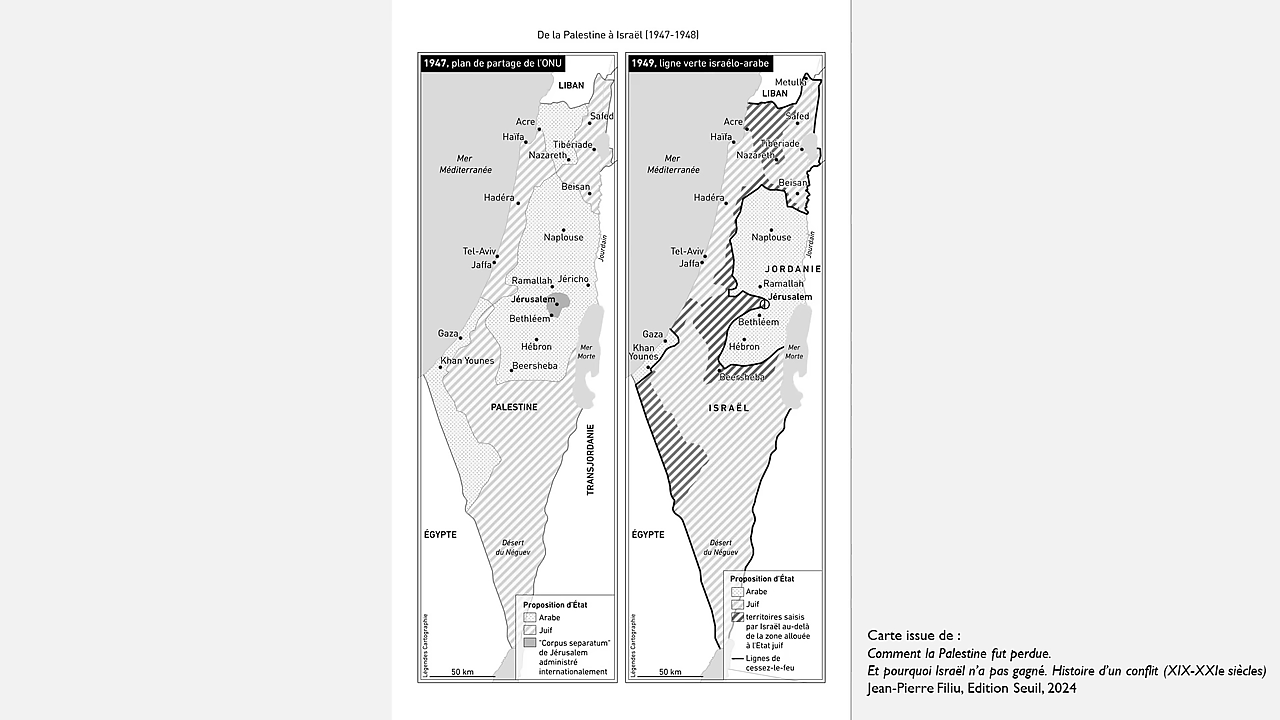 De la Palestine à Israël (1947-1948)
1947, plan de partage de l'ONU
LIBAN
Safed
Acre
Haïfa
Tibériade
Nazareth
Mer
Méditerranée
Beisan
Hadéra
Naplouse
Jourdain
Tel-Aviv
Jaffa
Ramallah
Jéricho
Jérusalem
Bethléem
Gaza
Hébron
Mer
Morte
Khan Younes
Beersheba
PALESTINE
TRANSJORDANIE
ÉGYPTE
Désert
du Néguev
Proposition d'État
Arabe
Juif
"Corpus separatum"
de Jérusalem
administré
internationalement
Légendes Cartographie
50 km
1949, ligne verte israélo-arabe
Metulla
LIBAN
Safed
Acre
Haïfa
Tibériade
Nazareth
Mer
Méditerranée
Beisan
Hadéra
Naplouse
Jourdain
Tel-Aviv
Jaffa
JORDANIE
Ramallah
Jérusalem
Bethléem
Gaza
Hébron
Khan
Younes
Mer
Morte
Beersheba
ISRAËL
ÉGYPTE
Désert
du Néguev
Proposition d'État
Arabe
Juif
territoires saisis
par Israël au-delà
de la zone allouée
à l'Etat juif
Lignes de
cessez-le-feu
Légendes Cartographie
50 km
Carte issue de :
Comment la Palestine fut perdue.
Et pourquoi Israël n'a pas gagné. Histoire d'un conflit (XIX-XXIe siècles)
Jean-Pierre Filiu, Edition Seuil, 2024